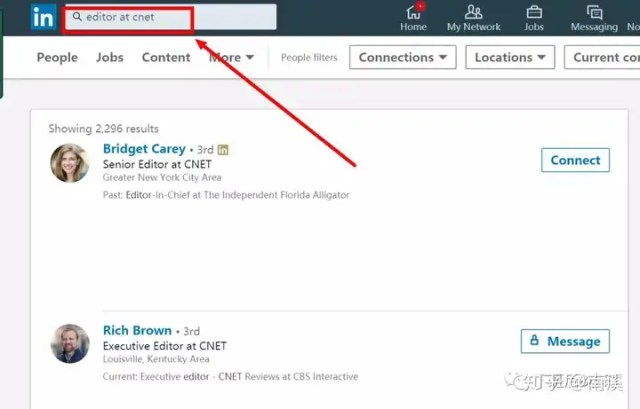 in
editor at cnet
Home My Network Jobs Messaging No
People Jobs Content More People filters Connections Locations Current con
Showing 2,296 results
Bridget Carey • 3rd in
Senior Editor at CNET
Connect
Greater New York City Area
Past: Editor-in-Chief at The Independent Florida Alligator
Rich Brown • 3rd
Executive Editor at CNET
Message
Louisville, Kentucky Area
Current: Executive editor - CNET Reviews at CBS Interactive
知乎